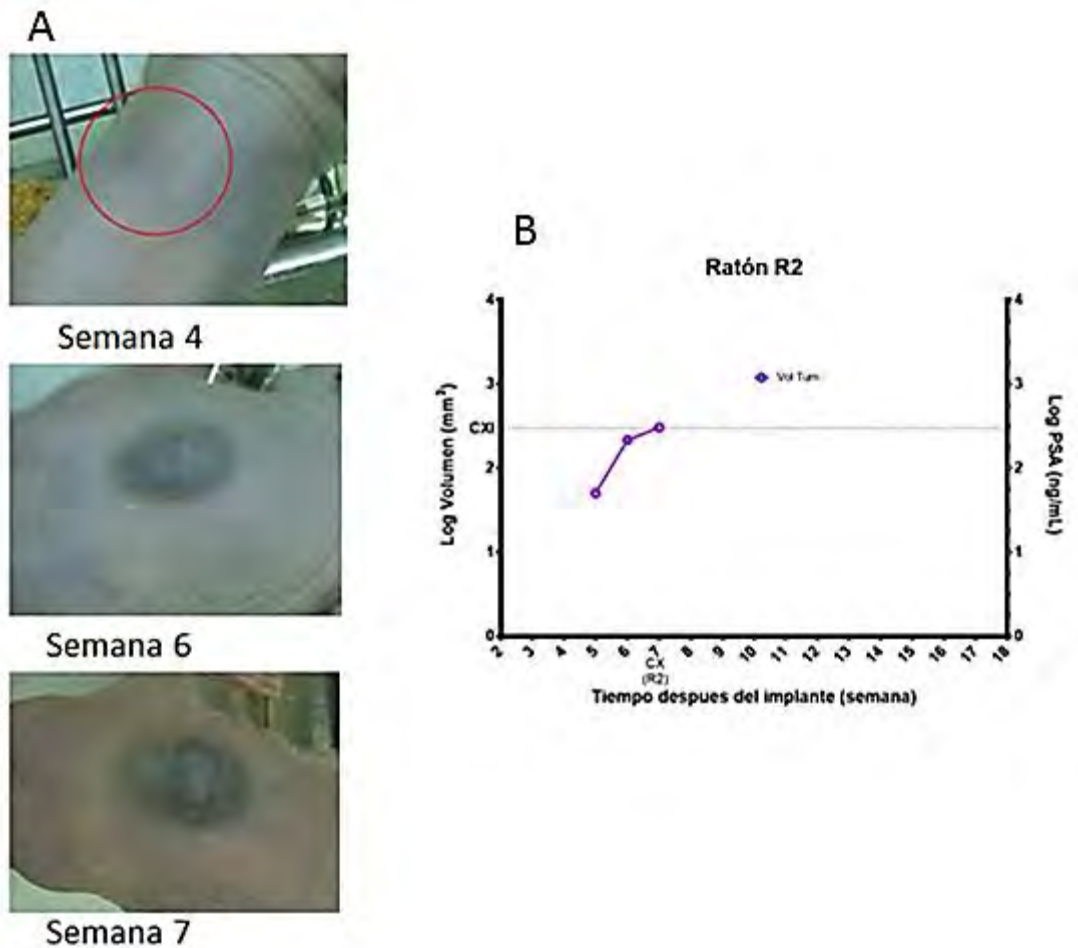 A
Semana 4
Semana 6
Semana 7
B
Ratón R2
4
3
CXI
2
1
0
Log Volumen (mm³)
Vol Tum
4
3
2
1
0
Log PSA (ng/mL)
2 3 4 5 6 7 8 9 10 11 12 13 14 15 16 17 18
CX
(R2)
Tiempo despues del implante (semana)